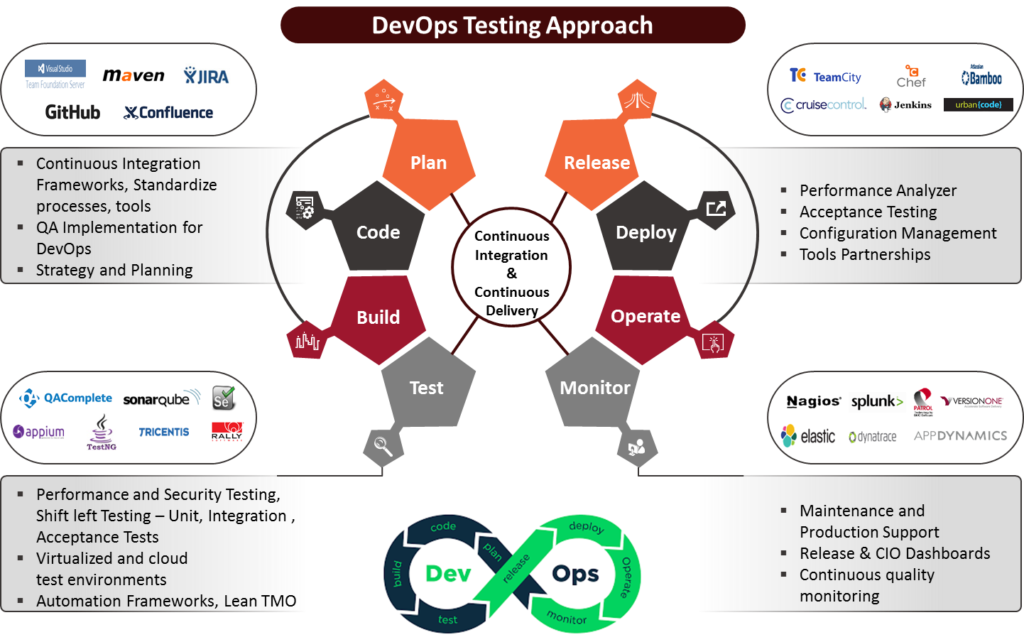 DevOps Testing Approach
Visual Studio
Team Foundation Server
maven
JIRA
GitHub
Confluence
Continuous Integration
Frameworks, Standardize
processes, tools
QA Implementation for
DevOps
Strategy and Planning
Plan
Code
Build
Test
Continuous
Integration
&
Continuous
Delivery
Release
Deploy
Operate
Monitor
TC TeamCity
Chef
Bamboo
cruisecontrol
Jenkins
urban{code}
Performance Analyzer
Acceptance Testing
Configuration Management
Tools Partnerships
QAComplete
sonarqube
Se
appium
TestNG
TRICENTIS
RALLY
Performance and Security Testing,
Shift left Testing – Unit, Integration ,
Acceptance Tests
Virtualized and cloud
test environments
Automation Frameworks, Lean TMO
code
build
test
plan
Dev
release
Ops
deploy
Operate
monitor
Nagios
splunk>
PATROL
VERSIONONE
elastic
dynatrace
APPDYNAMICS
Maintenance and
Production Support
Release & CIO Dashboards
Continuous quality
monitoring